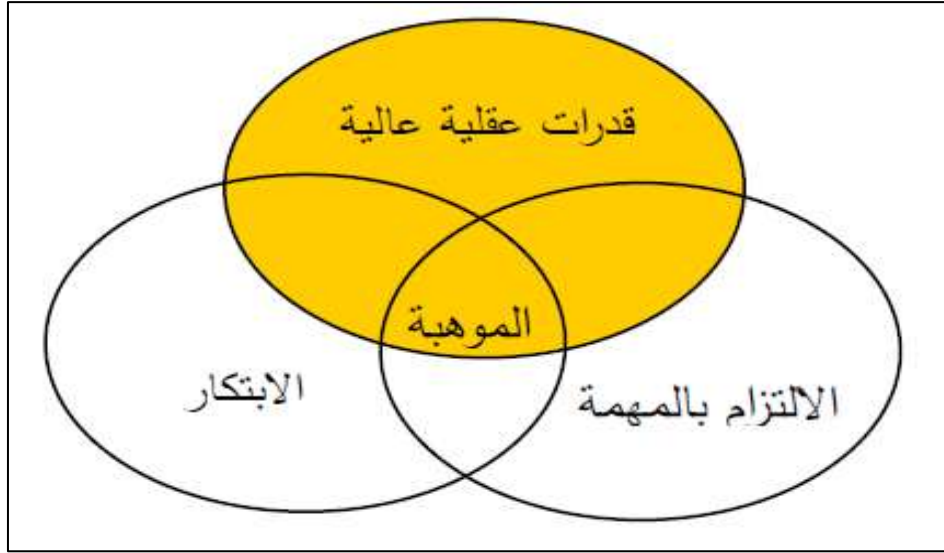 قدرات عقلية عالية
الموهبة
الالتزام بالمهمة
الابتكار